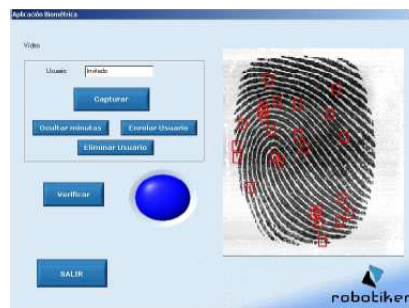 Aplicación Biométrica
Video
Usuario
Invitado
Capturar
Ocultar minutas
Enrolar Usuario
Eliminar Usuario
Verificar
SALIR
robotiker